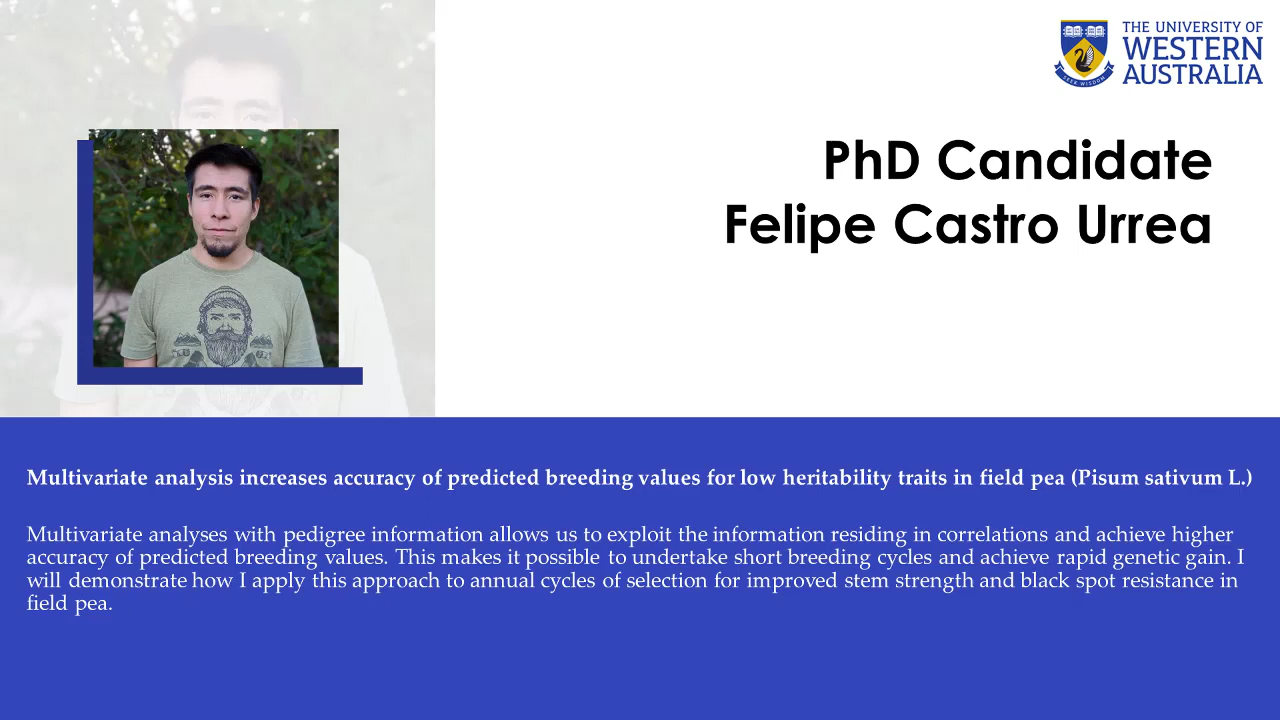 THE UNIVERSITY OF
WESTERN
AUSTRALIA
SEEK WISDOM
PhD Candidate
Felipe Castro Urrea
Multivariate analysis increases accuracy of predicted breeding values for low heritability traits in field pea (Pisum sativum L.)
Multivariate analyses with pedigree information allows us to exploit the information residing in correlations and achieve higher
accuracy of predicted breeding values. This makes it possible to undertake short breeding cycles and achieve rapid genetic gain. I
will demonstrate how I apply this approach to annual cycles of selection for improved stem strength and black spot resistance in
field pea.